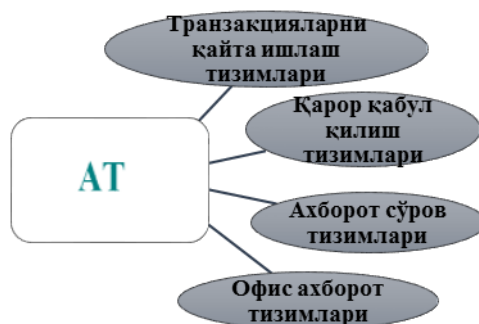 Транзакцияларни
қайта ишлаш
тизимлари
Қарор қабул
қилиш
тизимлари
АТ
Ахборот сўров
тизимлари
Офис ахборот
тизимлари